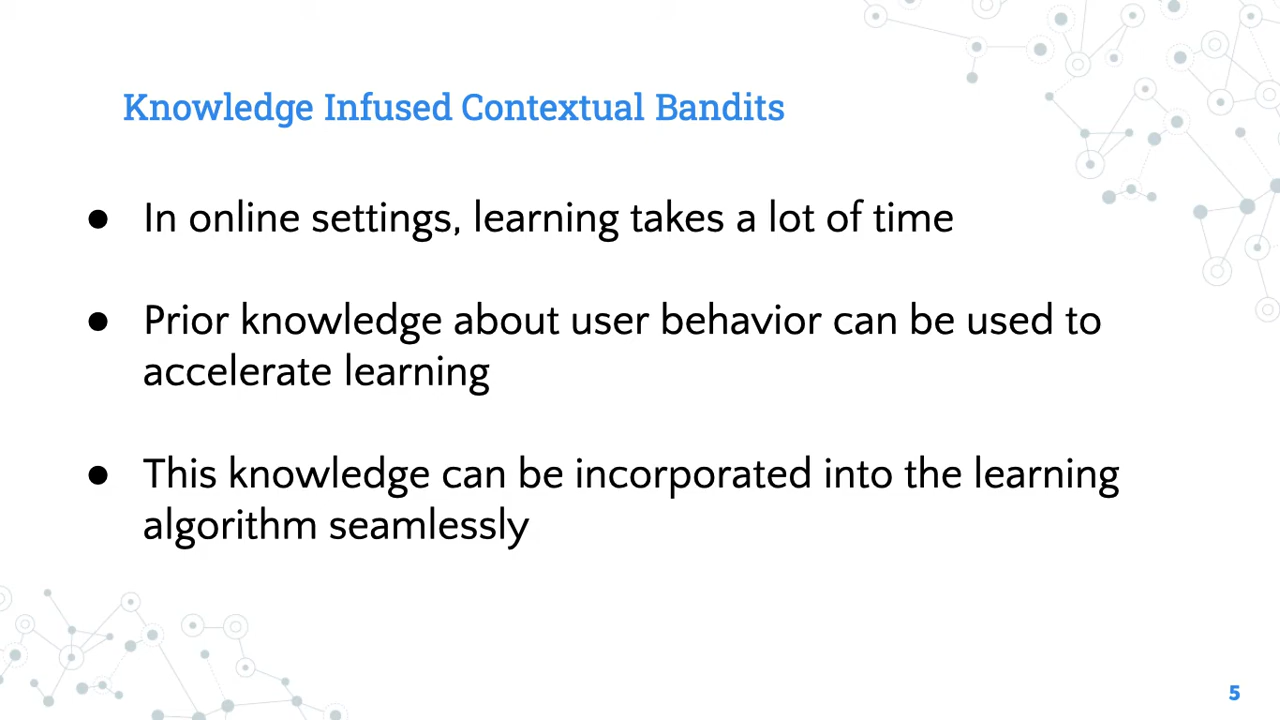 Knowledge Infused Contextual Bandits
● In online settings, learning takes a lot of time
● Prior knowledge about user behavior can be used to
accelerate learning
● This knowledge can be incorporated into the learning
algorithm seamlessly
5